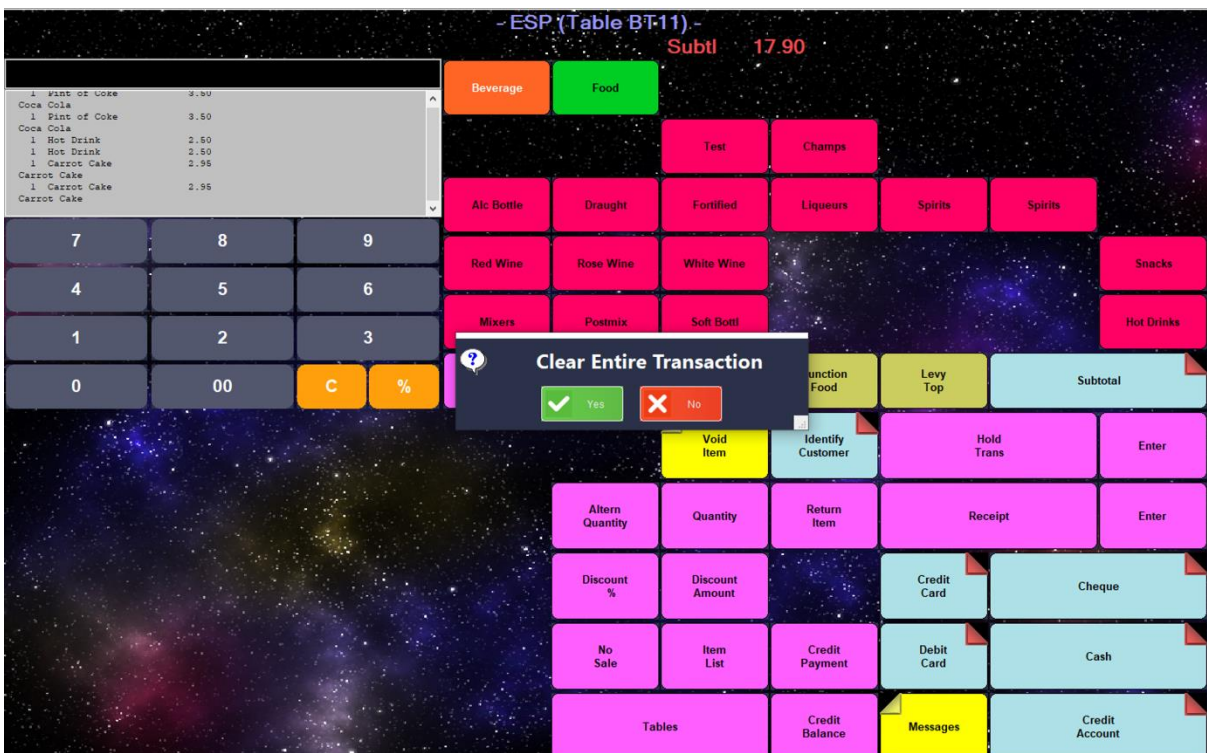 - ESP (Table BT-11) -
Subtl 17.90
1 Pint of Coke 3.50
Coca Cola
1 Pint of Coke 3.50
Coca Cola
1 Hot Drink 2.50
1 Hot Drink 2.50
1 Carrot Cake 2.95
Carrot Cake
1 Carrot Cake 2.95
Carrot Cake
7 8 9
4 5 6
1 2 3
0 00 C %
Beverage Food
Test Champs
Alc Bottle Draught Fortified Liqueurs Spirits Spirits
Red Wine Rose Wine White Wine Snacks
Mixers Postmix Soft Bottl Hot Drinks
Clear Entire Transaction
Yes No
Food
Levy
Top
Subtotal
Void
Item
Identify
Customer
Hold
Trans
Enter
Altern
Quantity
Quantity
Return
Item
Receipt
Enter
Discount
%
Discount
Amount
Credit
Card
Cheque
No
Sale
Item
List
Credit
Payment
Debit
Card
Cash
Tables
Credit
Balance
Messages
Credit
Account